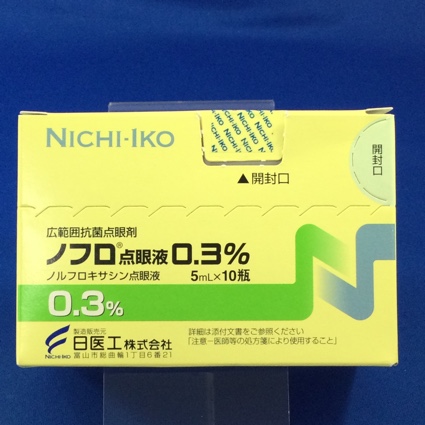 NICHI-IKO
▲開封口
開封口
広範囲抗菌点眼剤
ノフロ®点眼液0.3%
ノルフロキサシン点眼液 5mL×10瓶
0.3%
製造販売元
日医工株式会社
NICHI-IKO 富山市総曲輪1丁目6番21
詳細は添付文書をご参照ください
「注意-医師等の処方箋により使用すること」